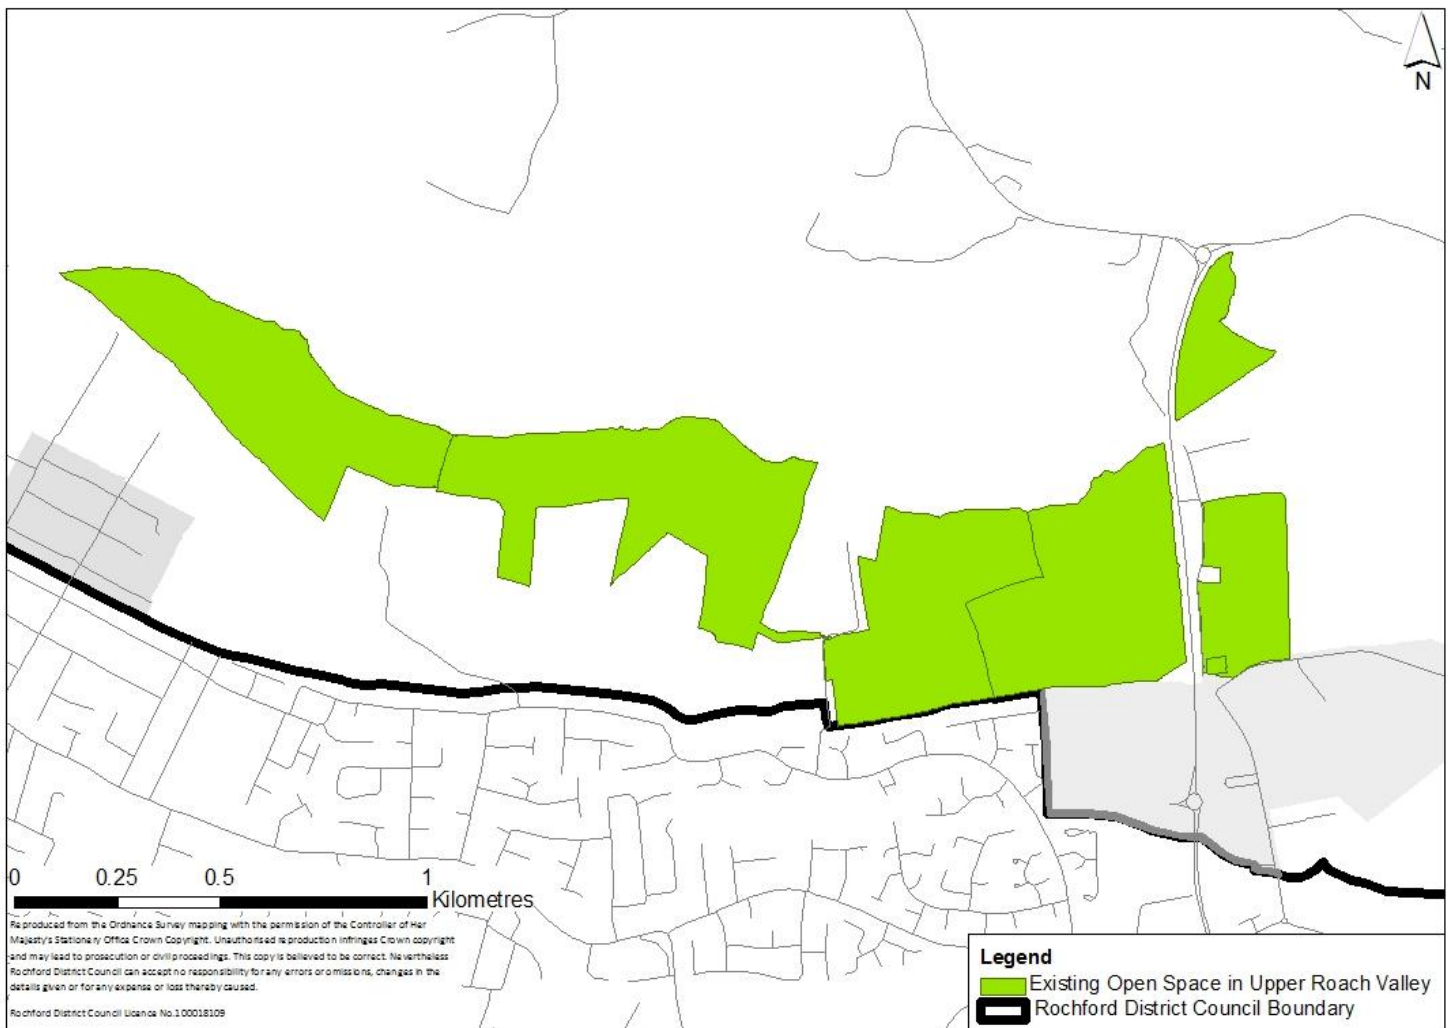 N
0 0.25 0.5 1
Kilometres
Reproduced from the Ordnance Survey mapping with the permission of the Controller of Her
Majesty's Stationery Office Crown Copyright. Unauthorised reproduction infringes Crown copyright
and may lead to prosecution or civil proceedings. This copy is believed to be correct. Nevertheless
Rochford District Council can accept no responsibility for any errors or omissions, changes in the
details given or for any expense or loss thereby caused.
Rochford District Council Licence No.100018109
Legend
Existing Open Space in Upper Roach Valley
Rochford District Council Boundary